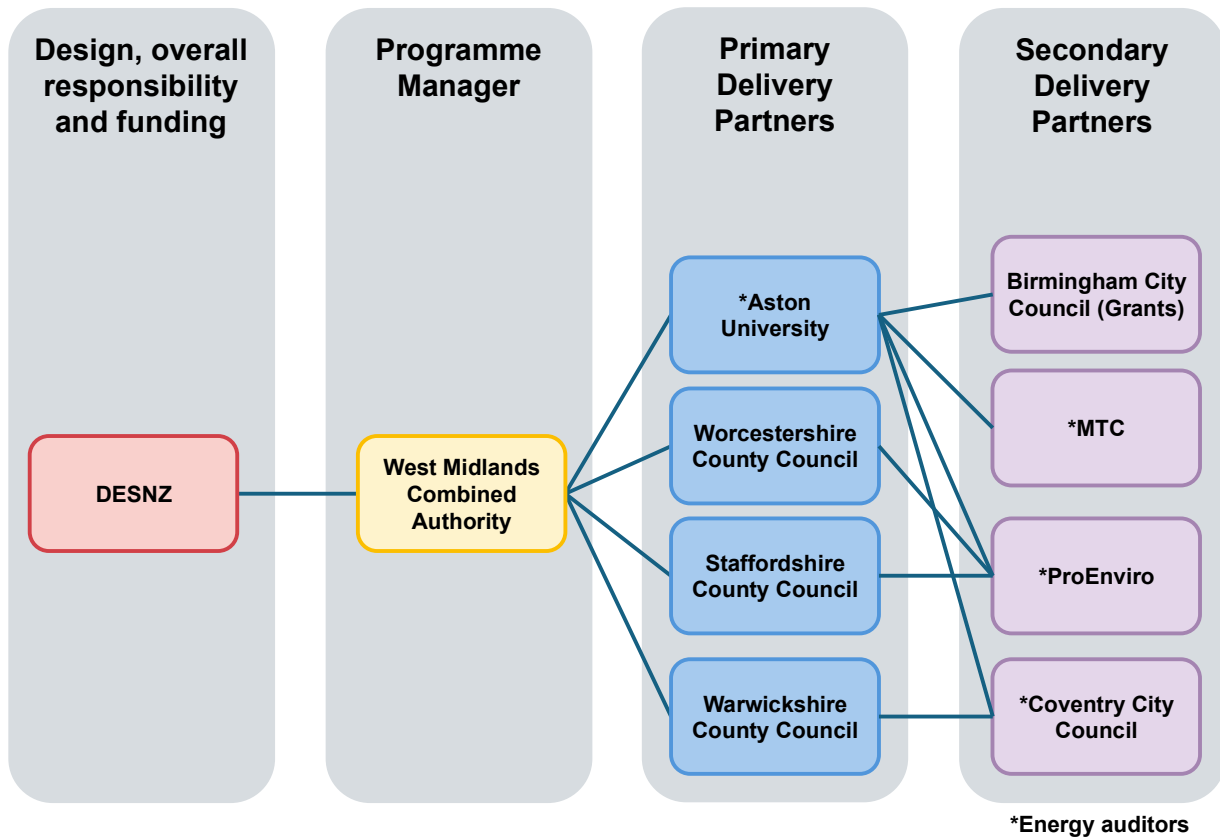 Design, overall
responsibility
and funding
Programme
Manager
Primary
Delivery
Partners
Secondary
Delivery
Partners
DESNZ
West Midlands
Combined
Authority
*Aston
University
Worcestershire
County Council
Staffordshire
County Council
Warwickshire
County Council
Birmingham City
Council (Grants)
*MTC
*ProEnviro
*Coventry City
Council
*Energy auditors